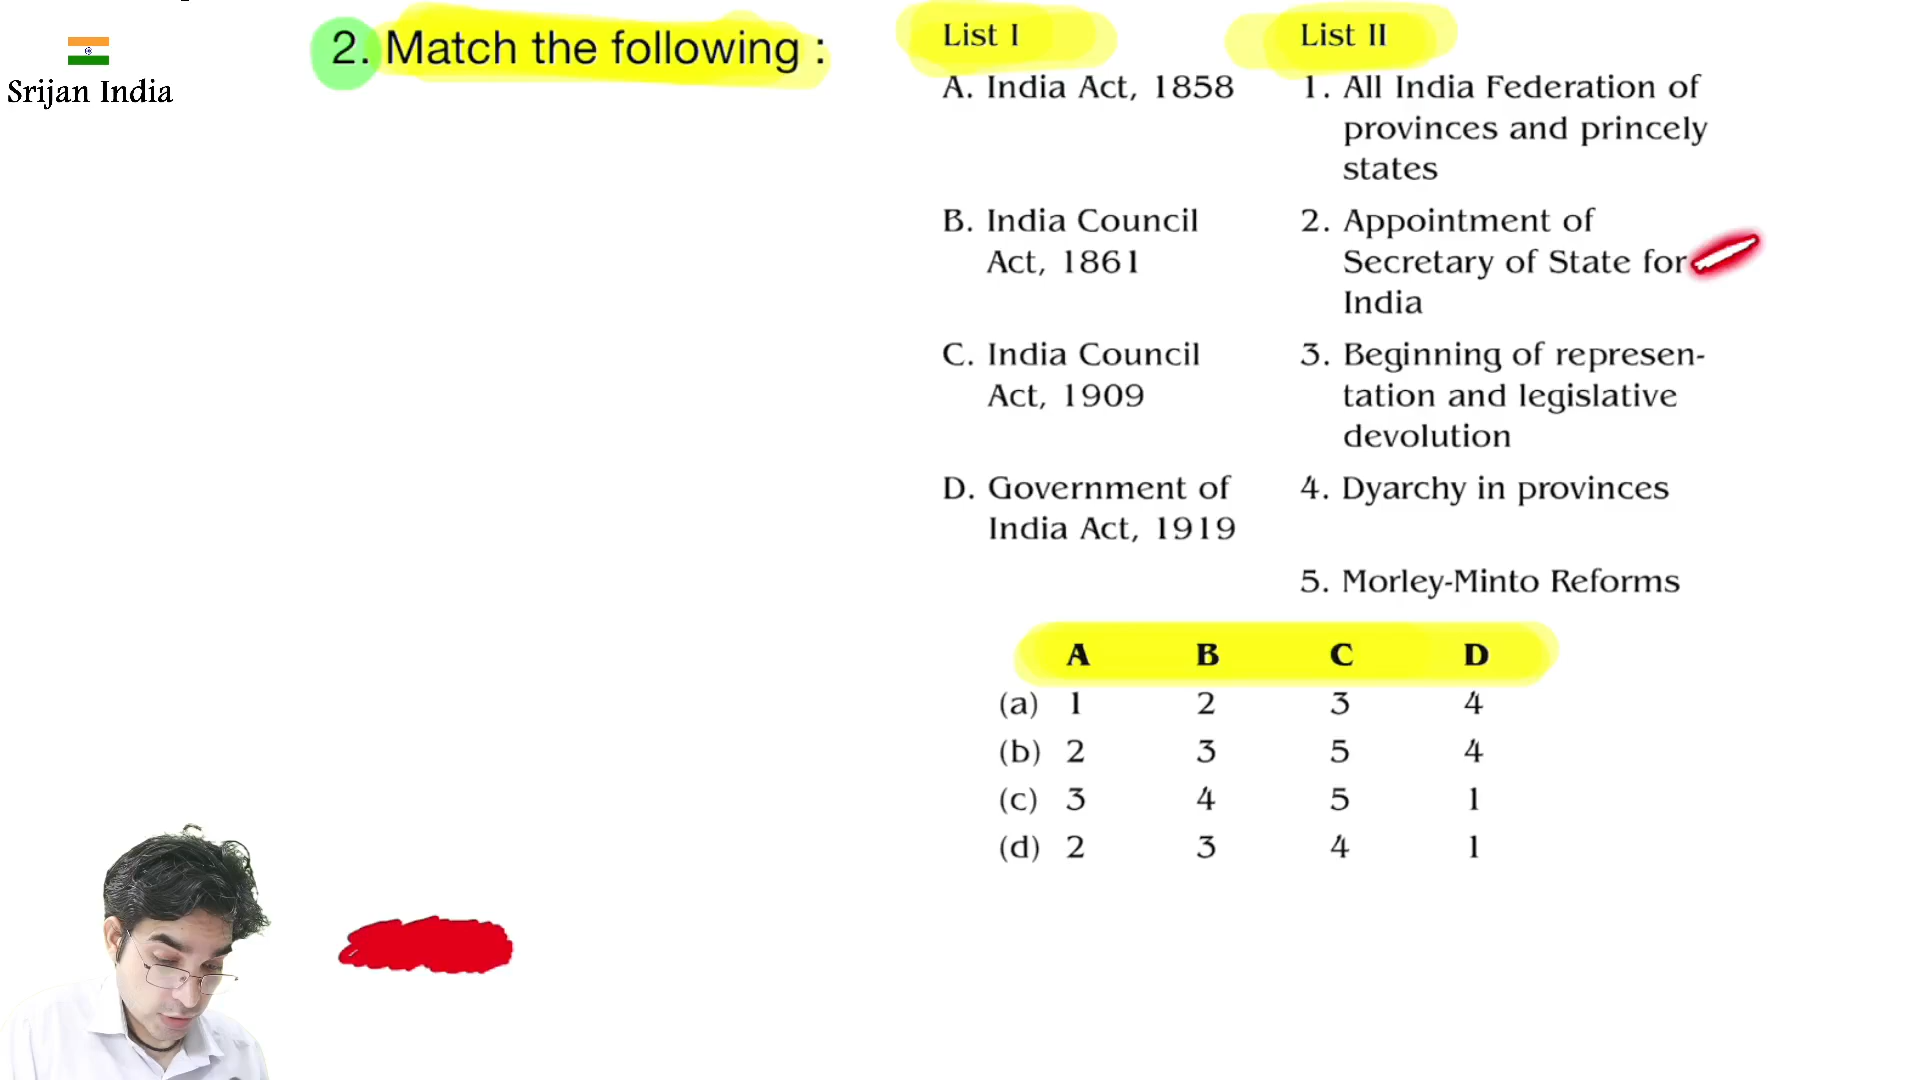 Srijan India
2. Match the following :
List I
List II
A. India Act, 1858
1. All India Federation of
provinces and princely
states
B. India Council
Act, 1861
2. Appointment of
Secretary of State for
India
C. India Council
Act, 1909
3. Beginning of represen-
tation and legislative
devolution
D. Government of
India Act, 1919
4. Dyarchy in provinces
5. Morley-Minto Reforms
A B C D
(a) 1 2 3 4
(b) 2 3 5 4
(c) 3 4 5 1
(d) 2 3 4 1